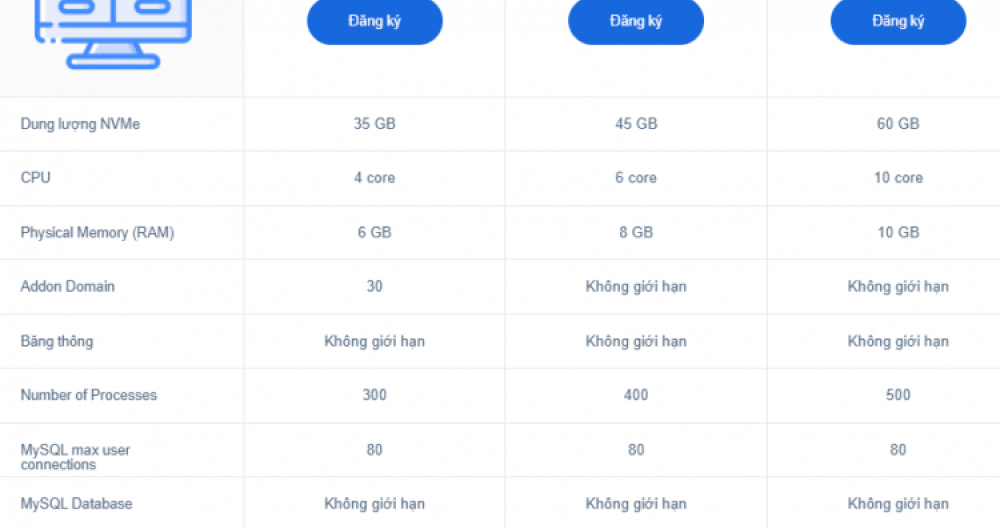 Đăng ký Đăng ký Đăng ký
Dung lượng NVMe 35 GB 45 GB 60 GB
CPU 4 core 6 core 10 core
Physical Memory (RAM) 6 GB 8 GB 10 GB
Addon Domain 30 Không giới hạn Không giới hạn
Băng thông Không giới hạn Không giới hạn Không giới hạn
Number of Processes 300 400 500
MySQL max user
connections 80 80 80
MySQL Database Không giới hạn Không giới hạn Không giới hạn